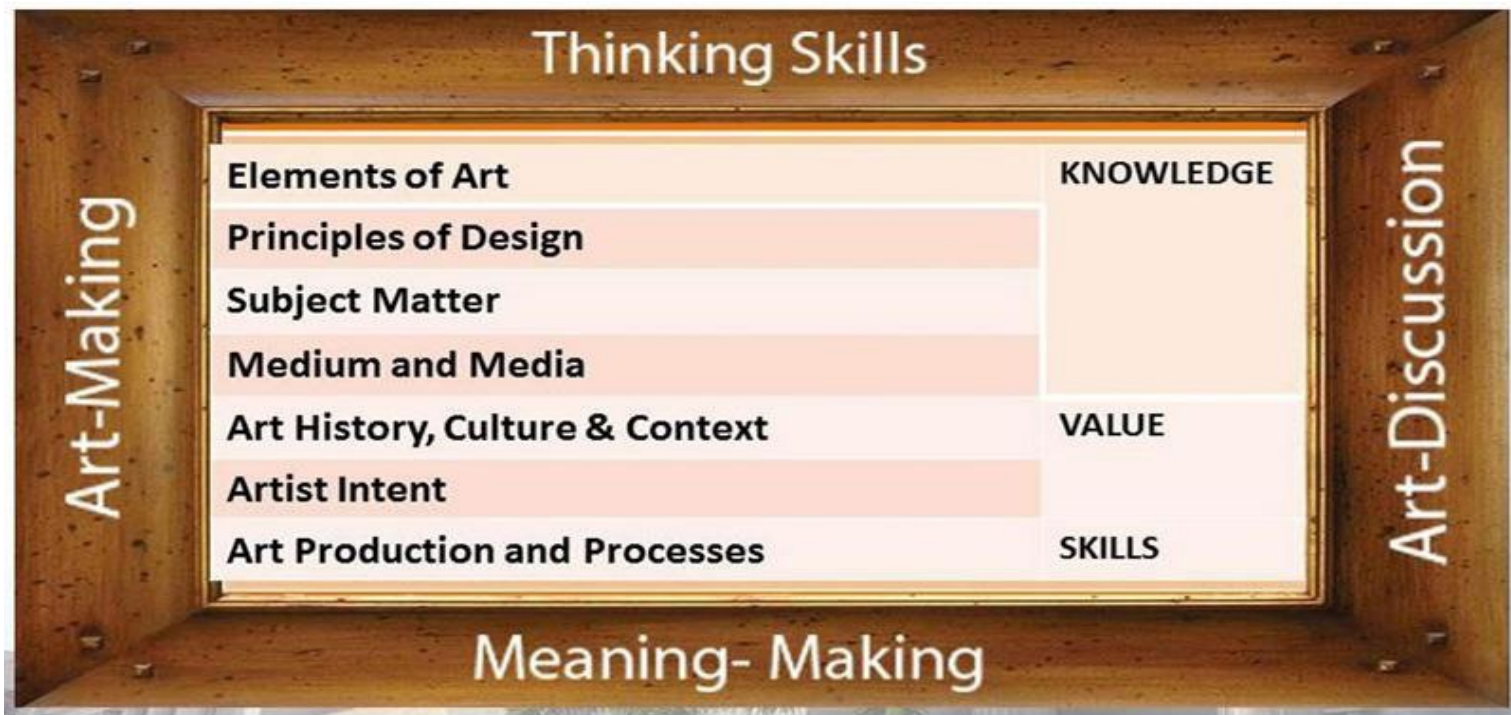 Thinking Skills
Art-Making
Elements of Art KNOWLEDGE
Principles of Design
Subject Matter
Medium and Media
Art History, Culture & Context VALUE
Artist Intent
Art Production and Processes SKILLS
Art-Discussion
Meaning- Making